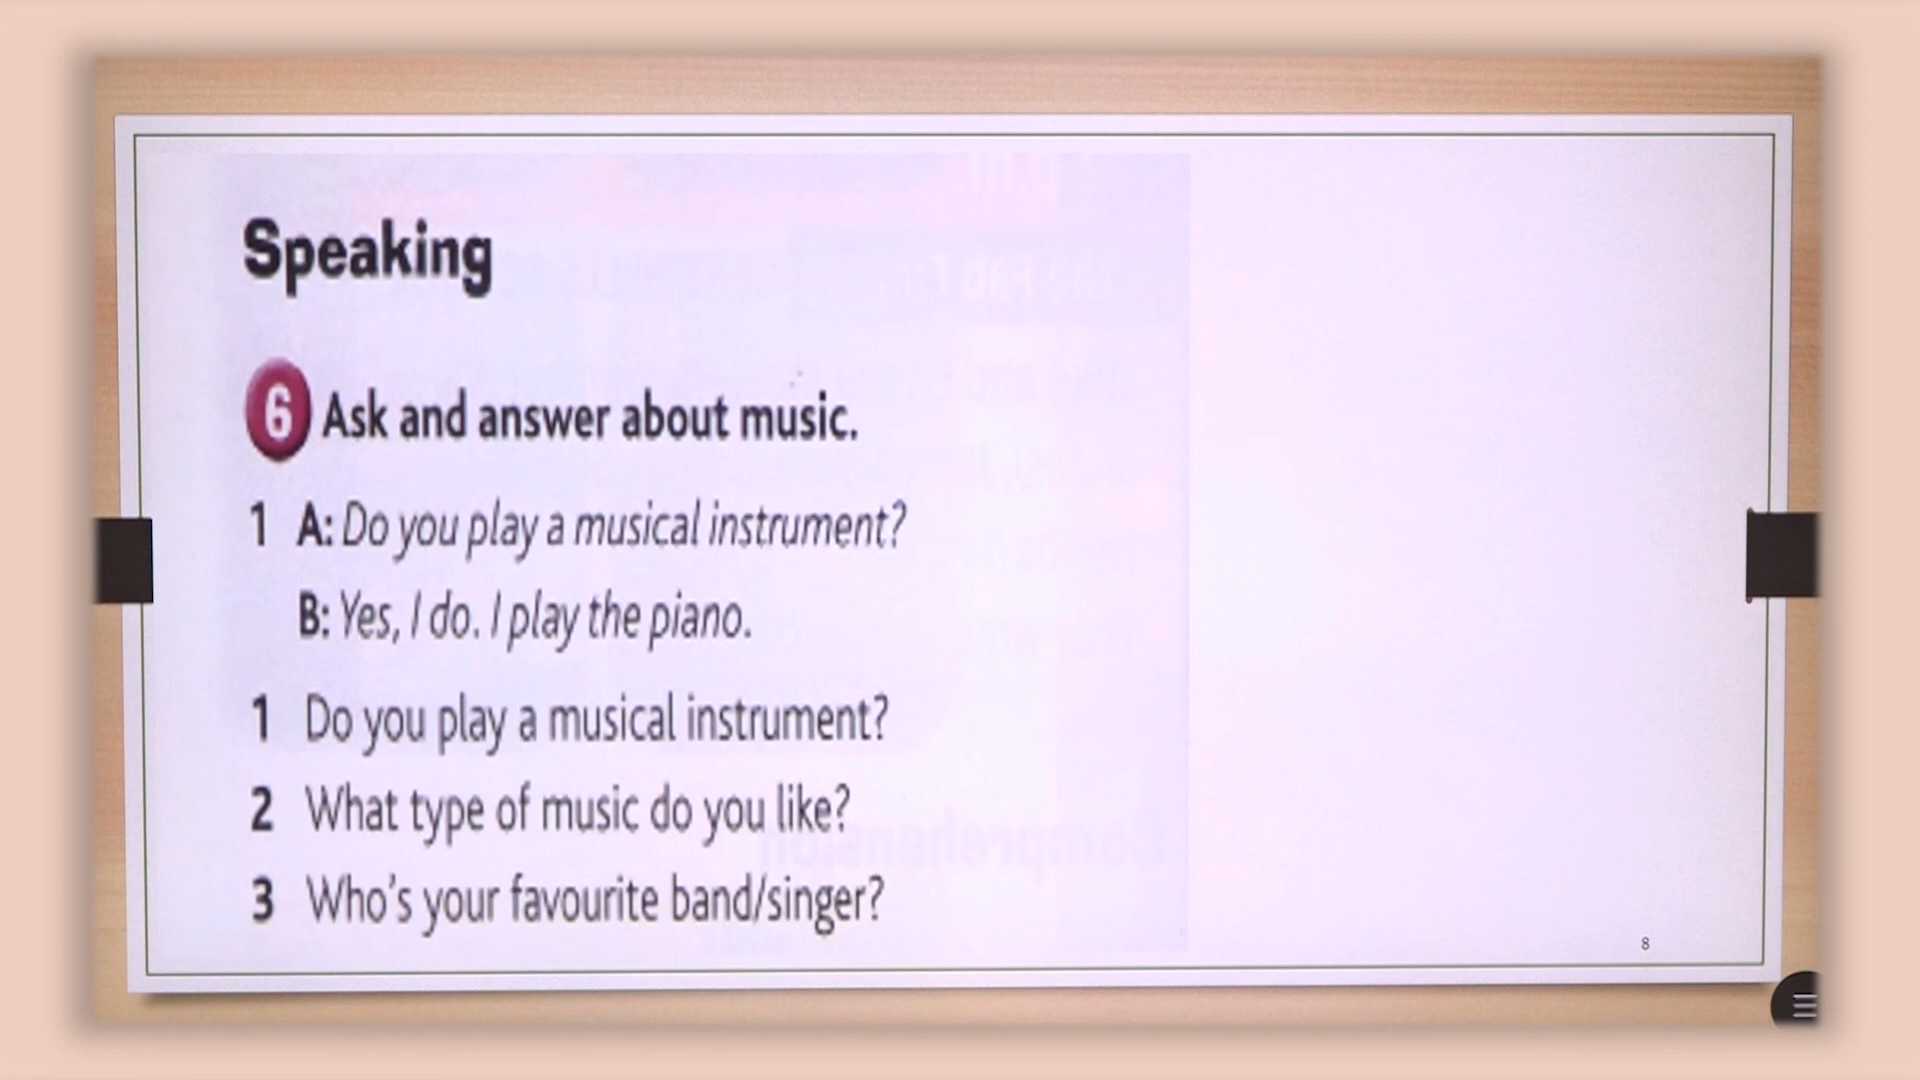 Speaking
6 Ask and answer about music.
1 A: Do you play a musical instrument?
B: Yes, I do. I play the piano.
1 Do you play a musical instrument?
2 What type of music do you like?
3 Who's your favourite band/singer?
Comprehension
8